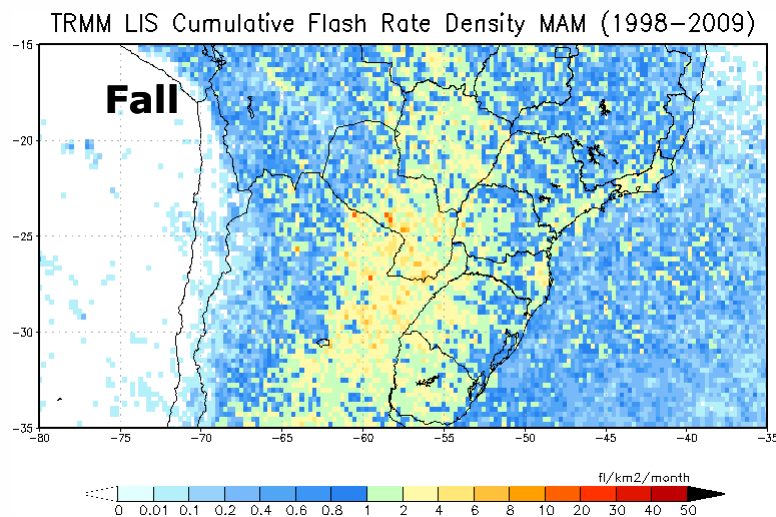 TRMM LIS Cumulative Flash Rate Density MAM (1998−2009)
Fall
−15
−20
−25
−30
−35
−80 −75 −70 −65 −60 −55 −50 −45 −40 −35
fl/km2/month
0 0.01 0.1 0.2 0.4 0.6 0.8 1 2 4 6 8 10 20 30 40 50